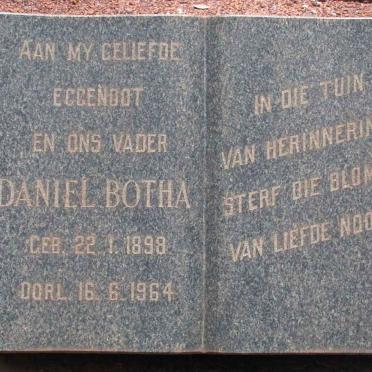 AAN MY GELIEFDE
EGGENOOT
EN ONS VADER
DANIEL BOTHA
GEB. 22.1.1898
OORL. 16.6.1964
IN DIE TUIN
VAN HERINNERIN
STERF DIE BLOM
VAN LIEFDE NOO